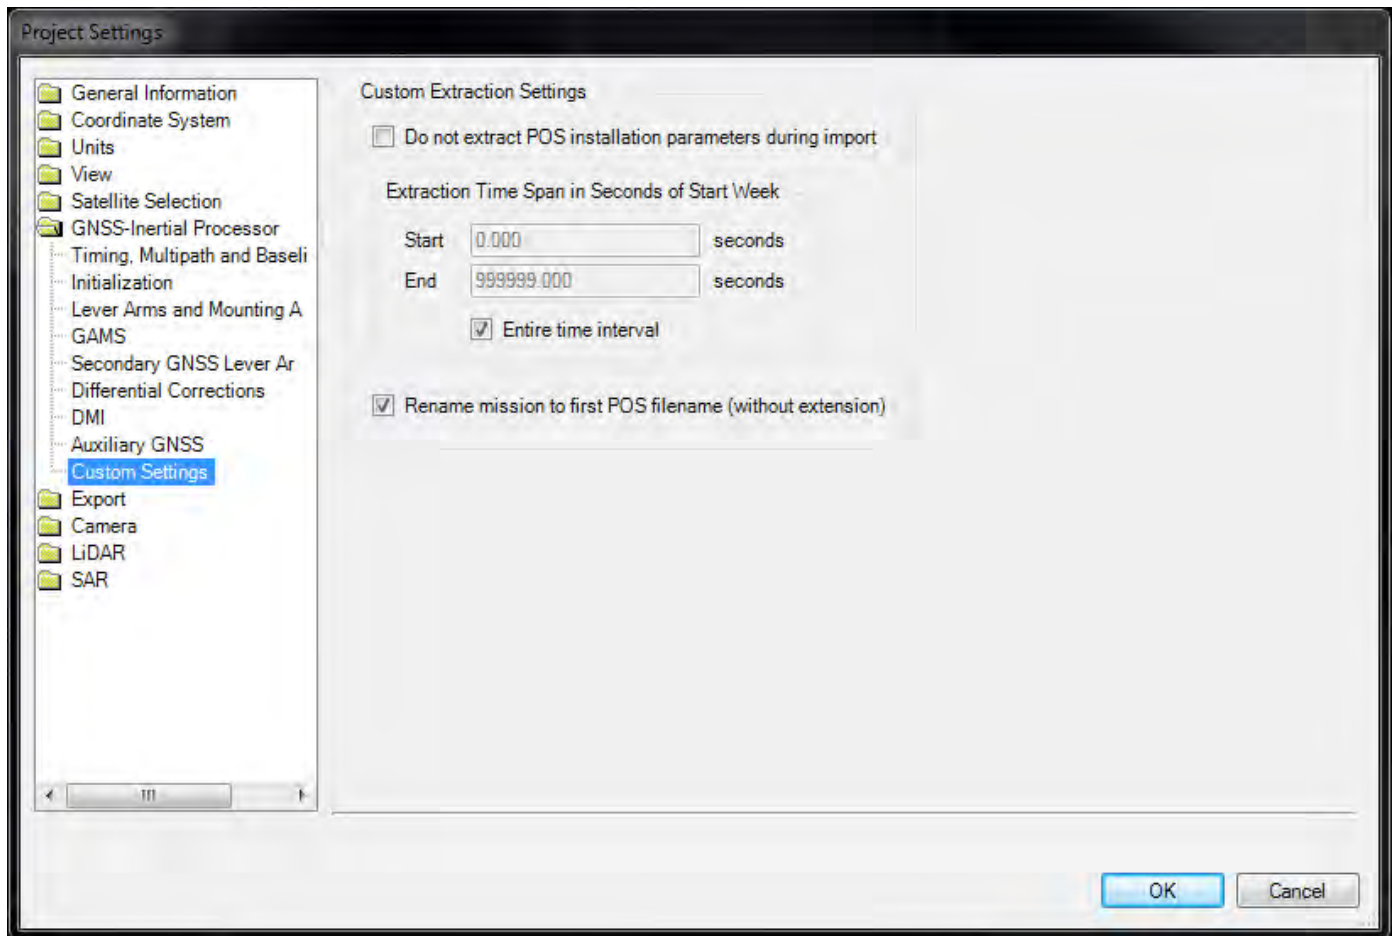 Project Settings
General Information
Coordinate System
Units
View
Satellite Selection
GNSS-Inertial Processor
Timing, Multipath and Baseli
Initialization
Lever Arms and Mounting A
GAMS
Secondary GNSS Lever Ar
Differential Corrections
DMI
Auxiliary GNSS
Custom Settings
Export
Camera
LiDAR
SAR
Custom Extraction Settings
Do not extract POS installation parameters during import
Extraction Time Span in Seconds of Start Week
Start 0.000 seconds
End 999999.000 seconds
Entire time interval
Rename mission to first POS filename (without extension)
OK Cancel